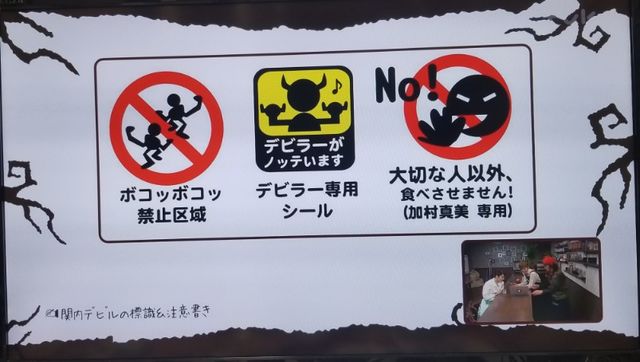 ボコッボコッ
禁止区域
デビラーが
ノッテいます
デビラー専用
シール
No!
大切な人以外、
食べさせません!
(加村真美 専用)
関内デビルの標識&注意書き